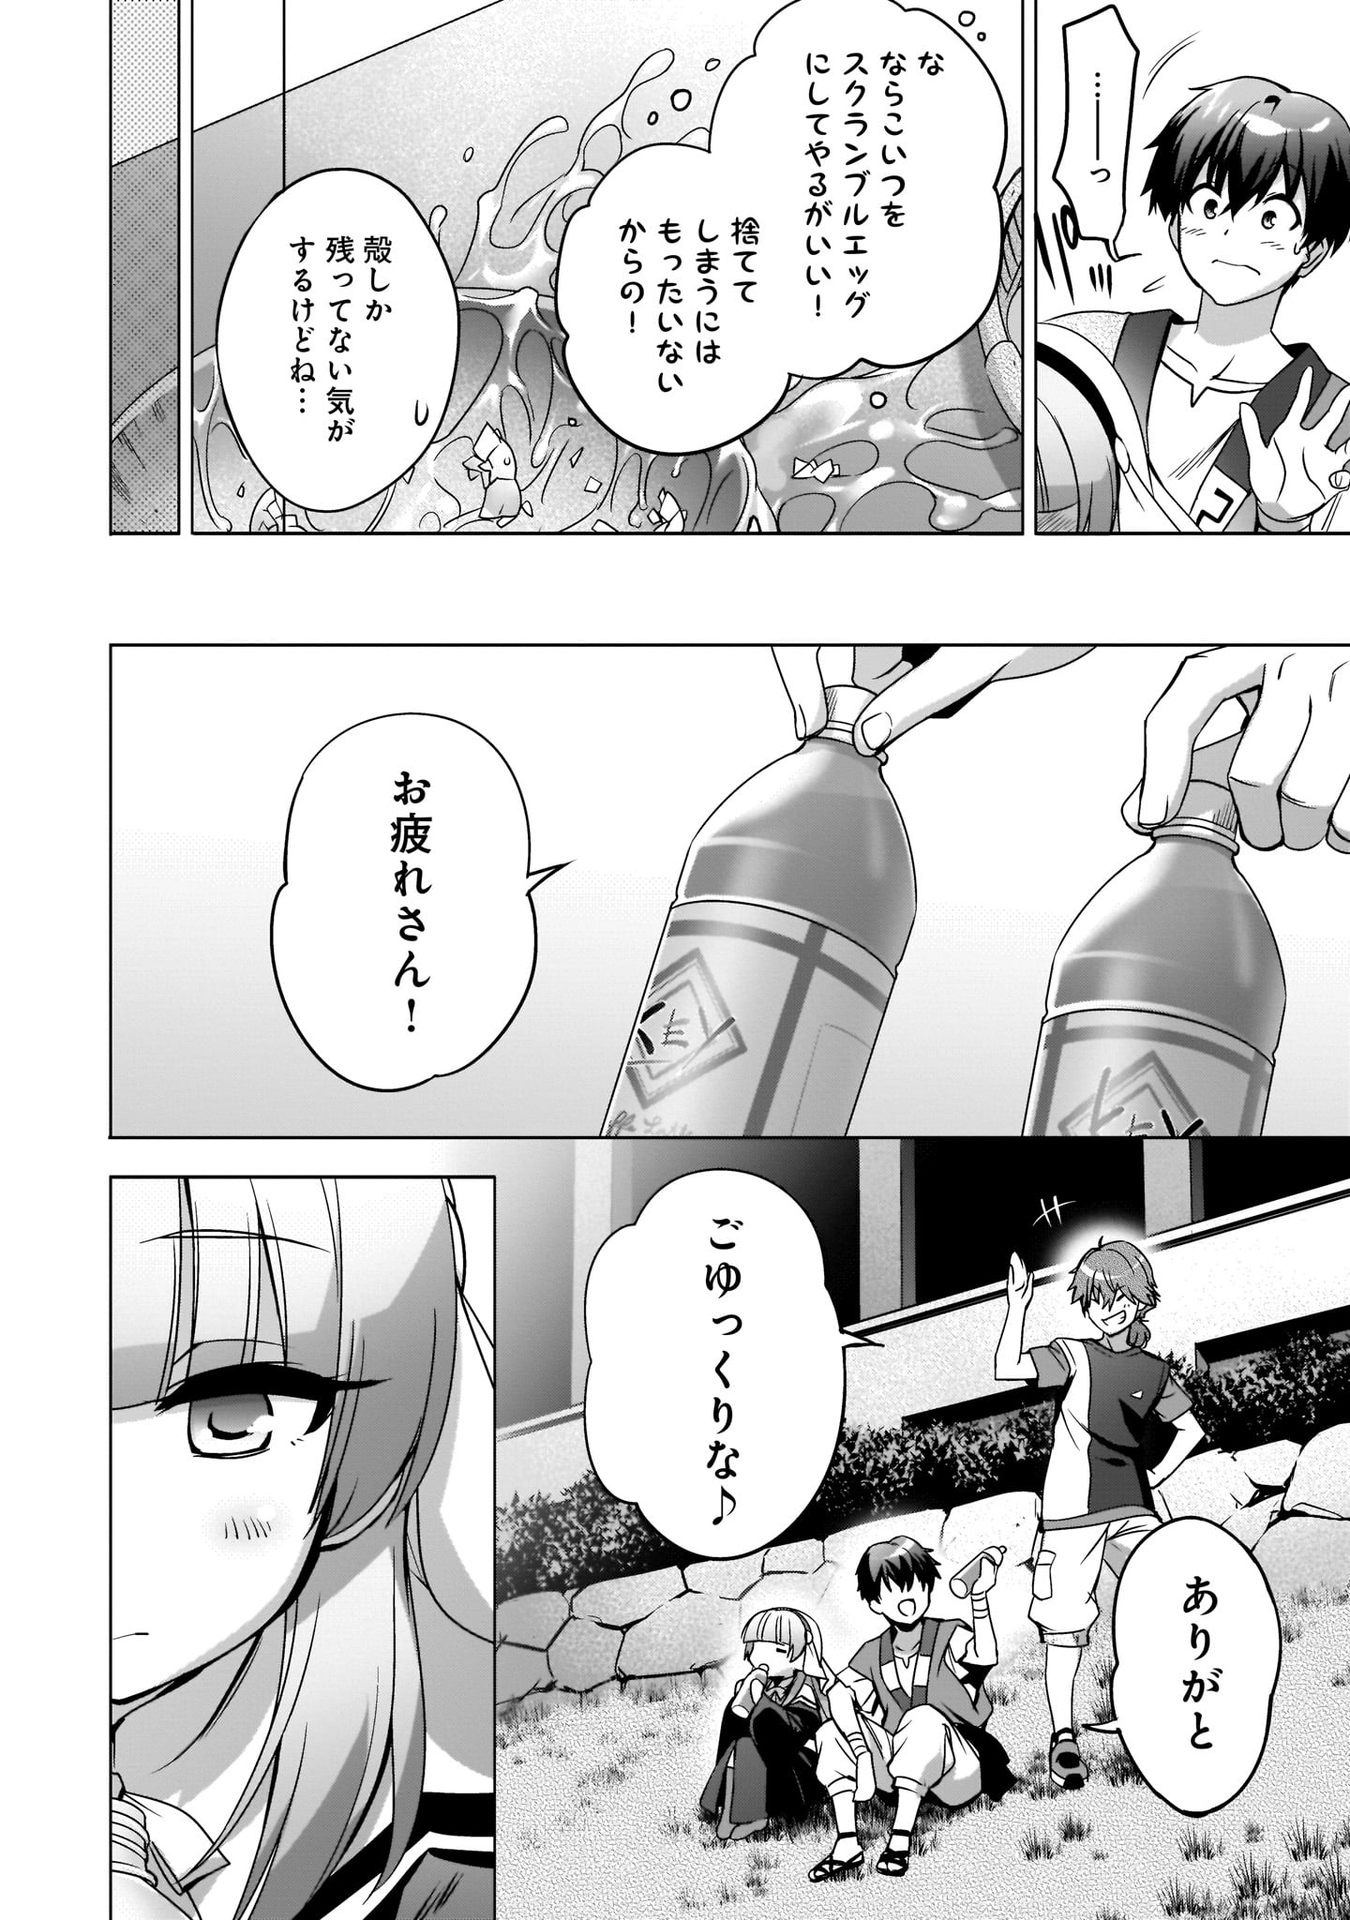 ……ーっ
な
ならこいつを
スクランブルエッグ
にしてやるがいい！
捨てて
しまうには
もったいない
からの！
殻しか
残ってない気が
するけどね…
お疲れさん！
ごゆっくりな♪
ありがと